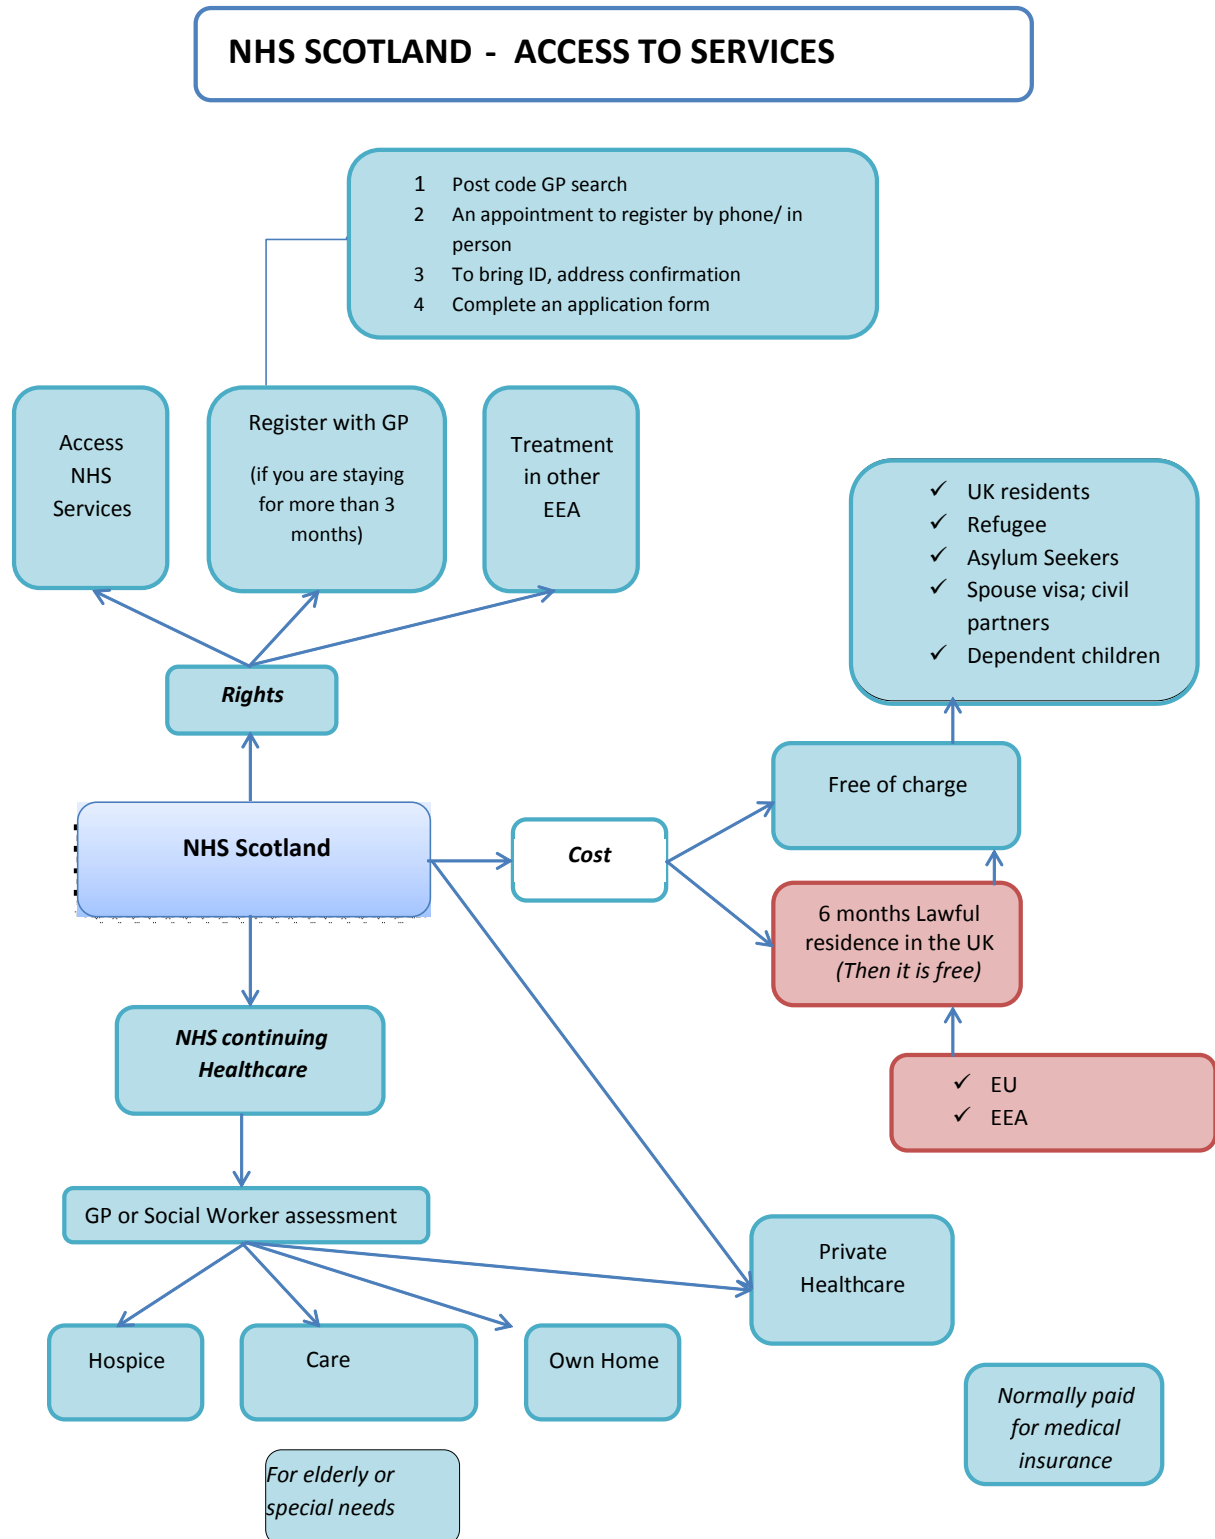 NHS SCOTLAND - ACCESS TO SERVICES
1 Post code GP search
2 An appointment to register by phone/ in
person
3 To bring ID, address confirmation
4 Complete an application form
Access
NHS
Services
Register with GP
(if you are staying
for more than 3
months)
Treatment
in other
EEA
✓ UK residents
✓ Refugee
✓ Asylum Seekers
✓ Spouse visa; civil
partners
✓ Dependent children
Rights
Free of charge
NHS Scotland
Cost
6 months Lawful
residence in the UK
(Then it is free)
NHS continuing
Healthcare
✓ EU
✓ EEA
GP or Social Worker assessment
Private
Healthcare
Hospice
Care
Own Home
Normally paid
for medical
insurance
For elderly or
special needs